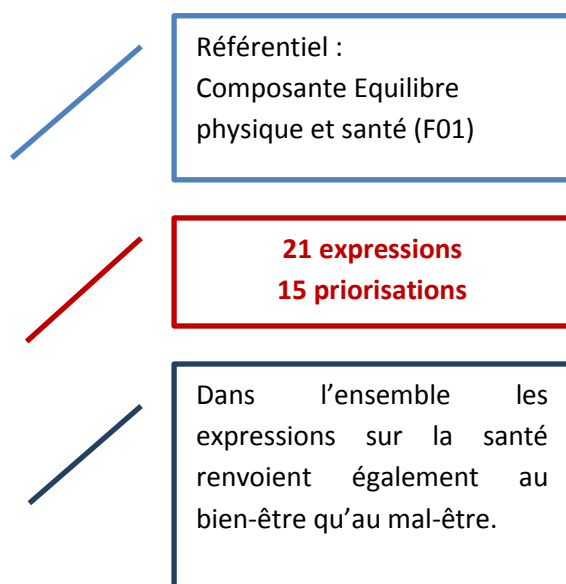 Référentiel :
Composante Equilibre
physique et santé (F01)
21 expressions
15 priorisations
Dans l’ensemble les
expressions sur la santé
renvoient également au
bien-être qu’au mal-être.